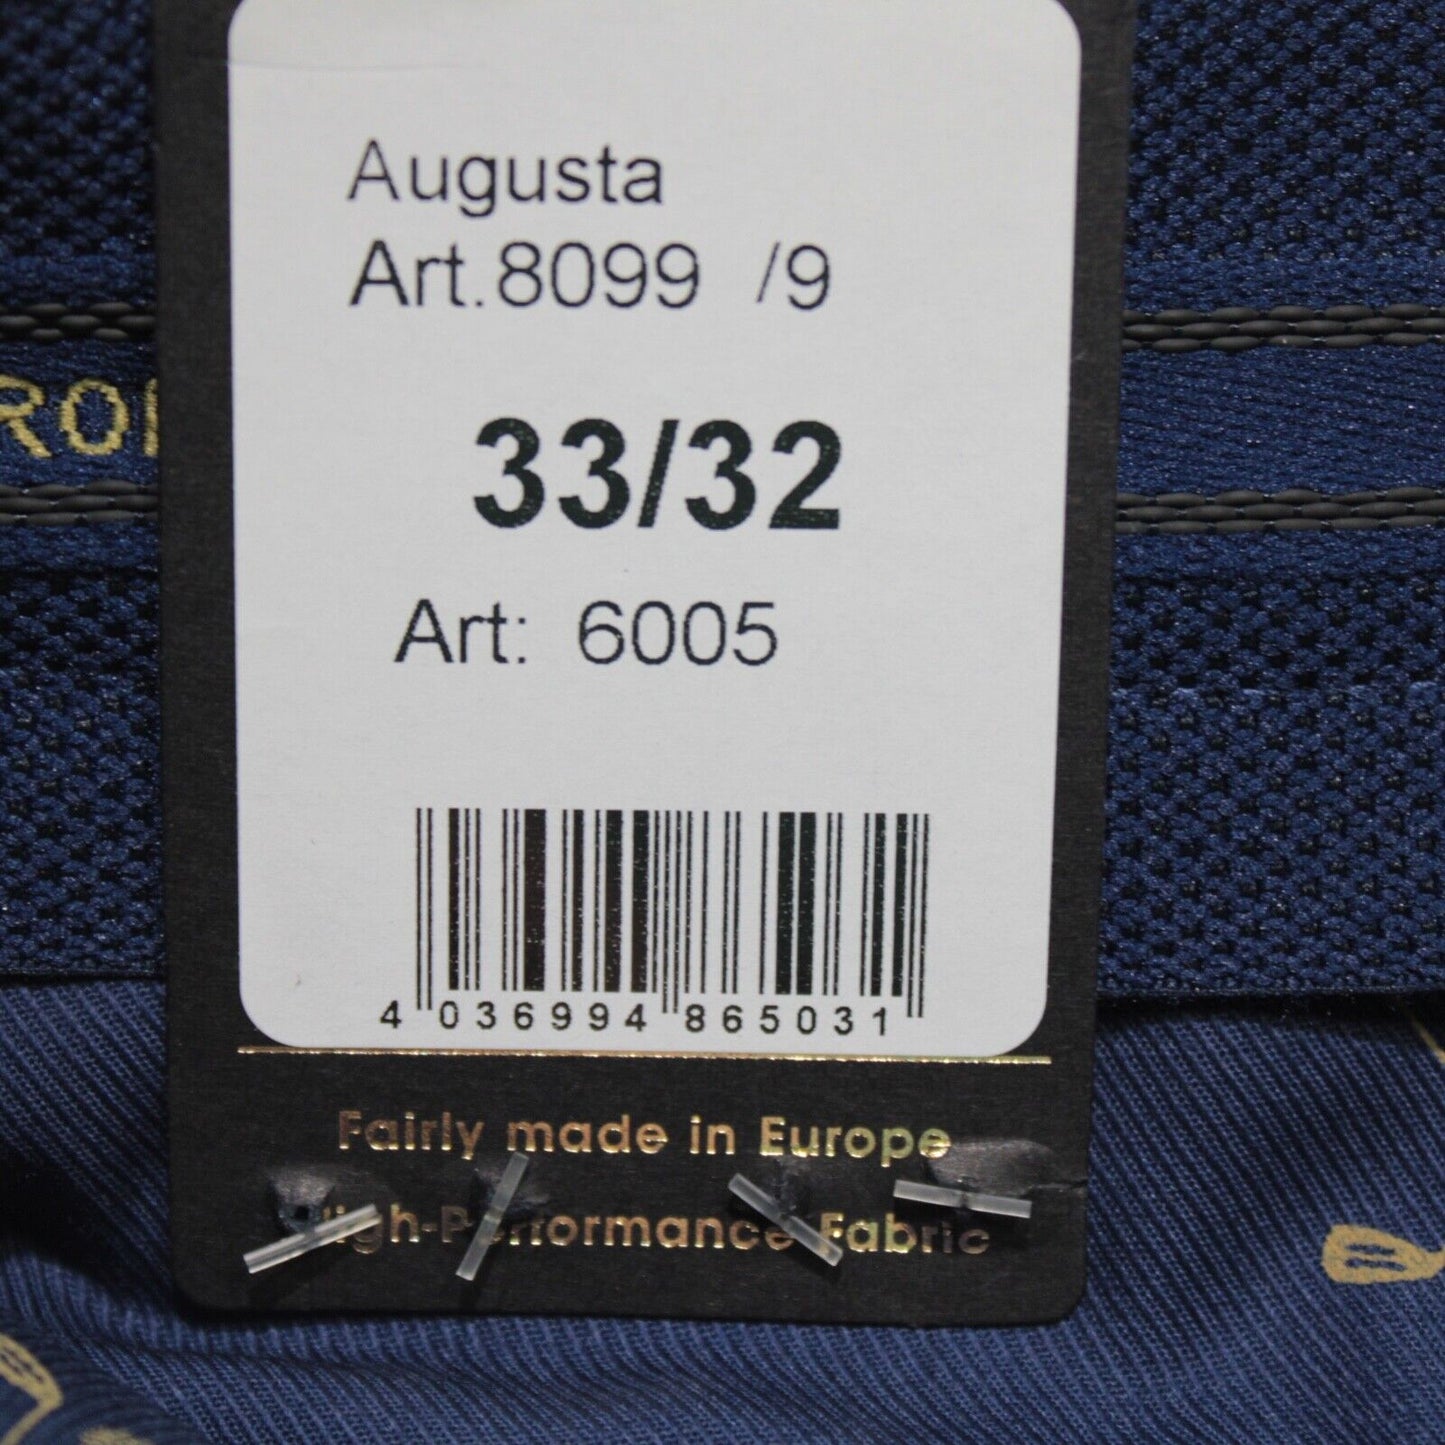 Augusta
Art.8099 /9
33/32
Art: 6005
4 036994 865031
Fairly made in Europe
High-Performance Fabric